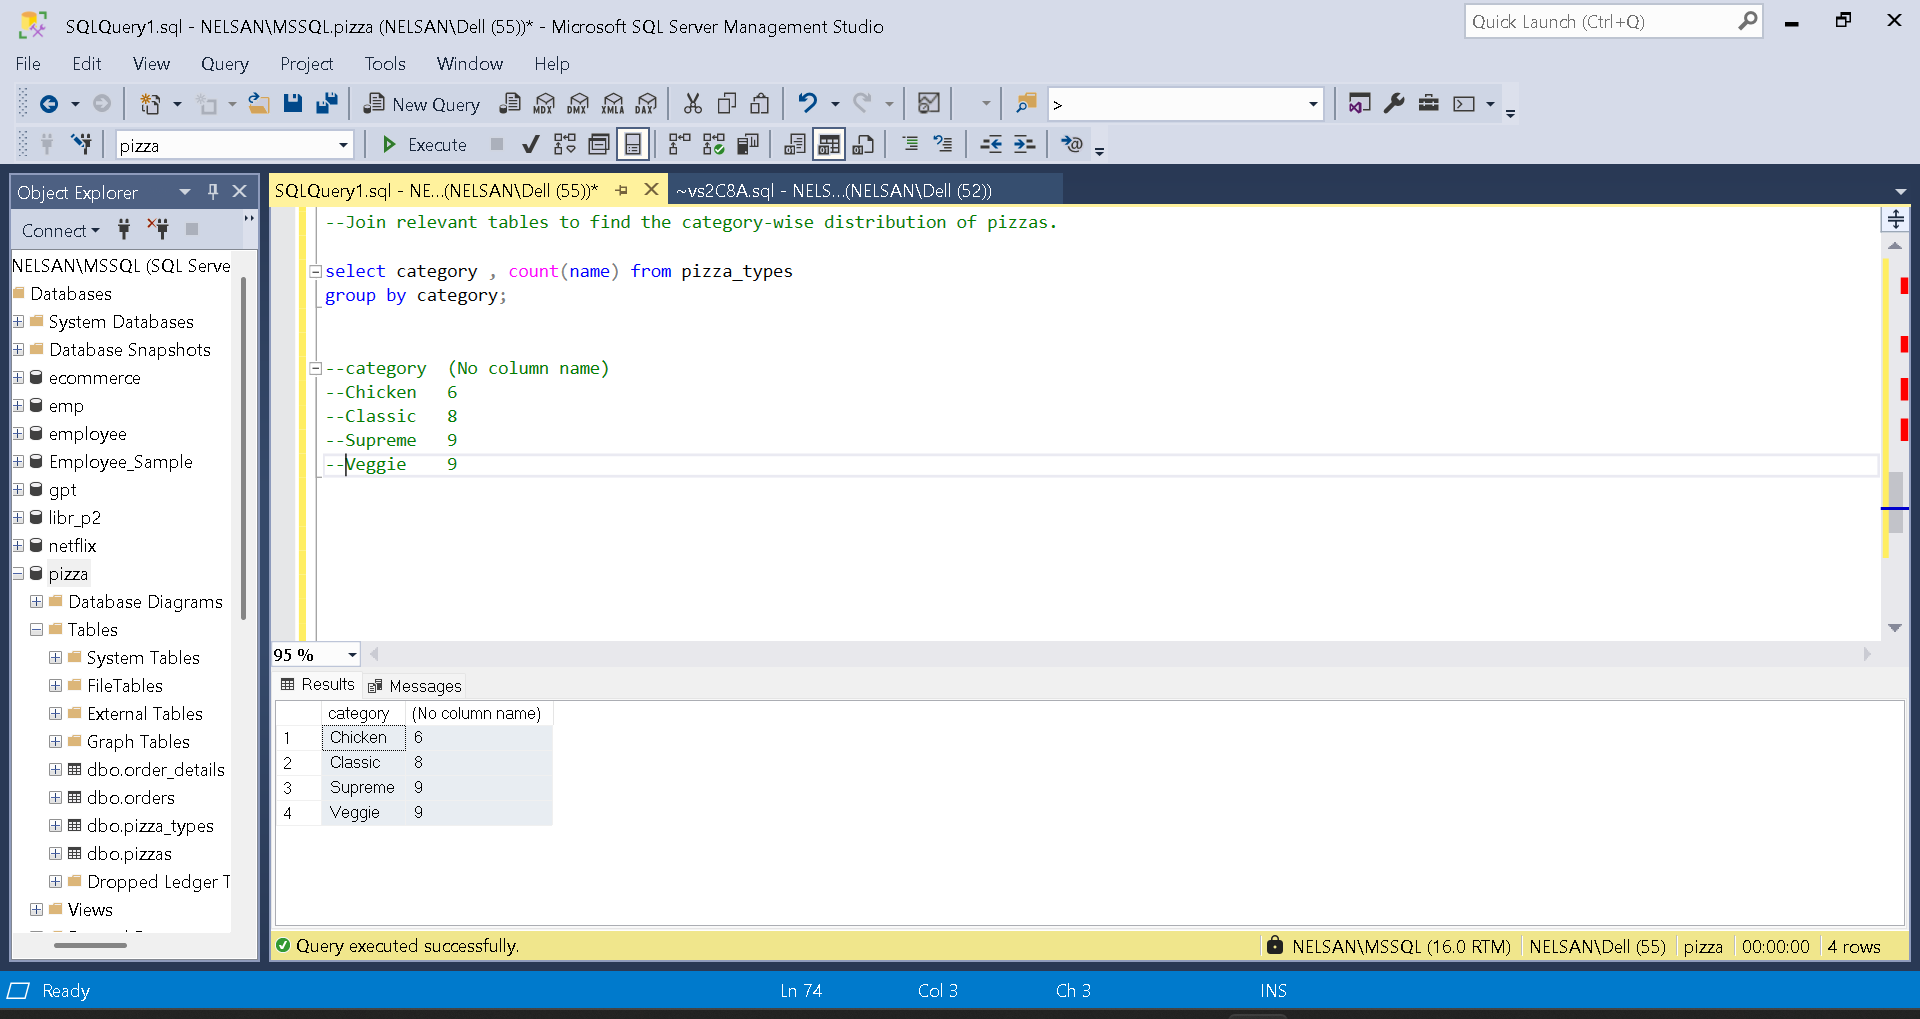 SQLQuery1.sql - NELSAN\MSSQL.pizza (NELSAN\Dell (55))* - Microsoft SQL Server Management Studio
Quick Launch (Ctrl+Q)
File Edit View Query Project Tools Window Help
New Query MDX DMX XMLA DAX >
pizza Execute
Object Explorer
Connect
NELSAN\MSSQL (SQL Serve
Databases
System Databases
Database Snapshots
ecommerce
emp
employee
Employee_Sample
gpt
libr_p2
netflix
pizza
Database Diagrams
Tables
System Tables
FileTables
External Tables
Graph Tables
dbo.order_details
dbo.orders
dbo.pizza_types
dbo.pizzas
Dropped Ledger T
Views
SQLQuery1.sql - NE...(NELSAN\Dell (55))* ~vs2C8A.sql - NELS...(NELSAN\Dell (52))
--Join relevant tables to find the category-wise distribution of pizzas.
select category , count(name) from pizza_types
group by category;
--category (No column name)
--Chicken 6
--Classic 8
--Supreme 9
--Veggie 9
95 %
Results Messages
category (No column name)
1 Chicken 6
2 Classic 8
3 Supreme 9
4 Veggie 9
Query executed successfully. NELSAN\MSSQL (16.0 RTM) NELSAN\Dell (55) pizza 00:00:00 4 rows
Ready Ln 74 Col 3 Ch 3 INS